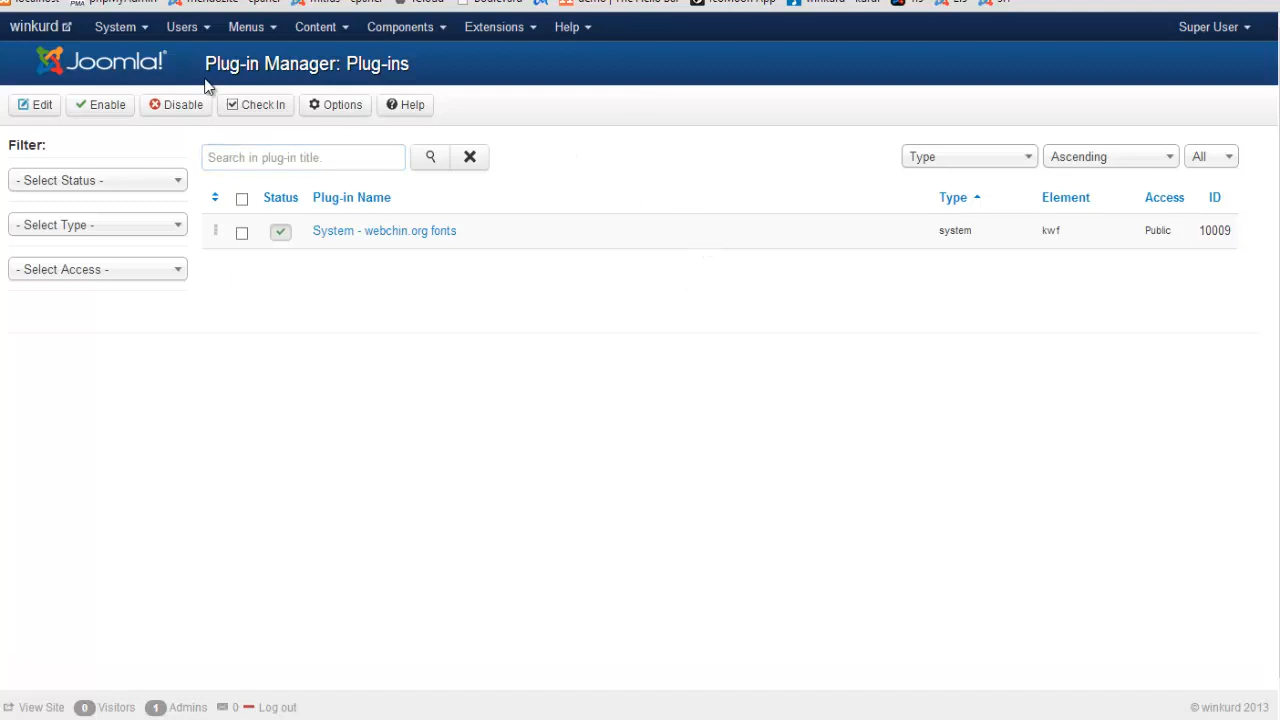 winkurd System Users Menus Content Components Extensions Help Super User
Joomla! Plug-in Manager: Plug-ins
Edit Enable Disable Check In Options Help
Filter:
Search in plug-in title. Type Ascending All
- Select Status -
Status Plug-in Name Type Element Access ID
- Select Type -
System - webchin.org fonts system kwf Public 10009
- Select Access -
View Site 0 Visitors 1 Admins 0 Log out © winkurd 2013